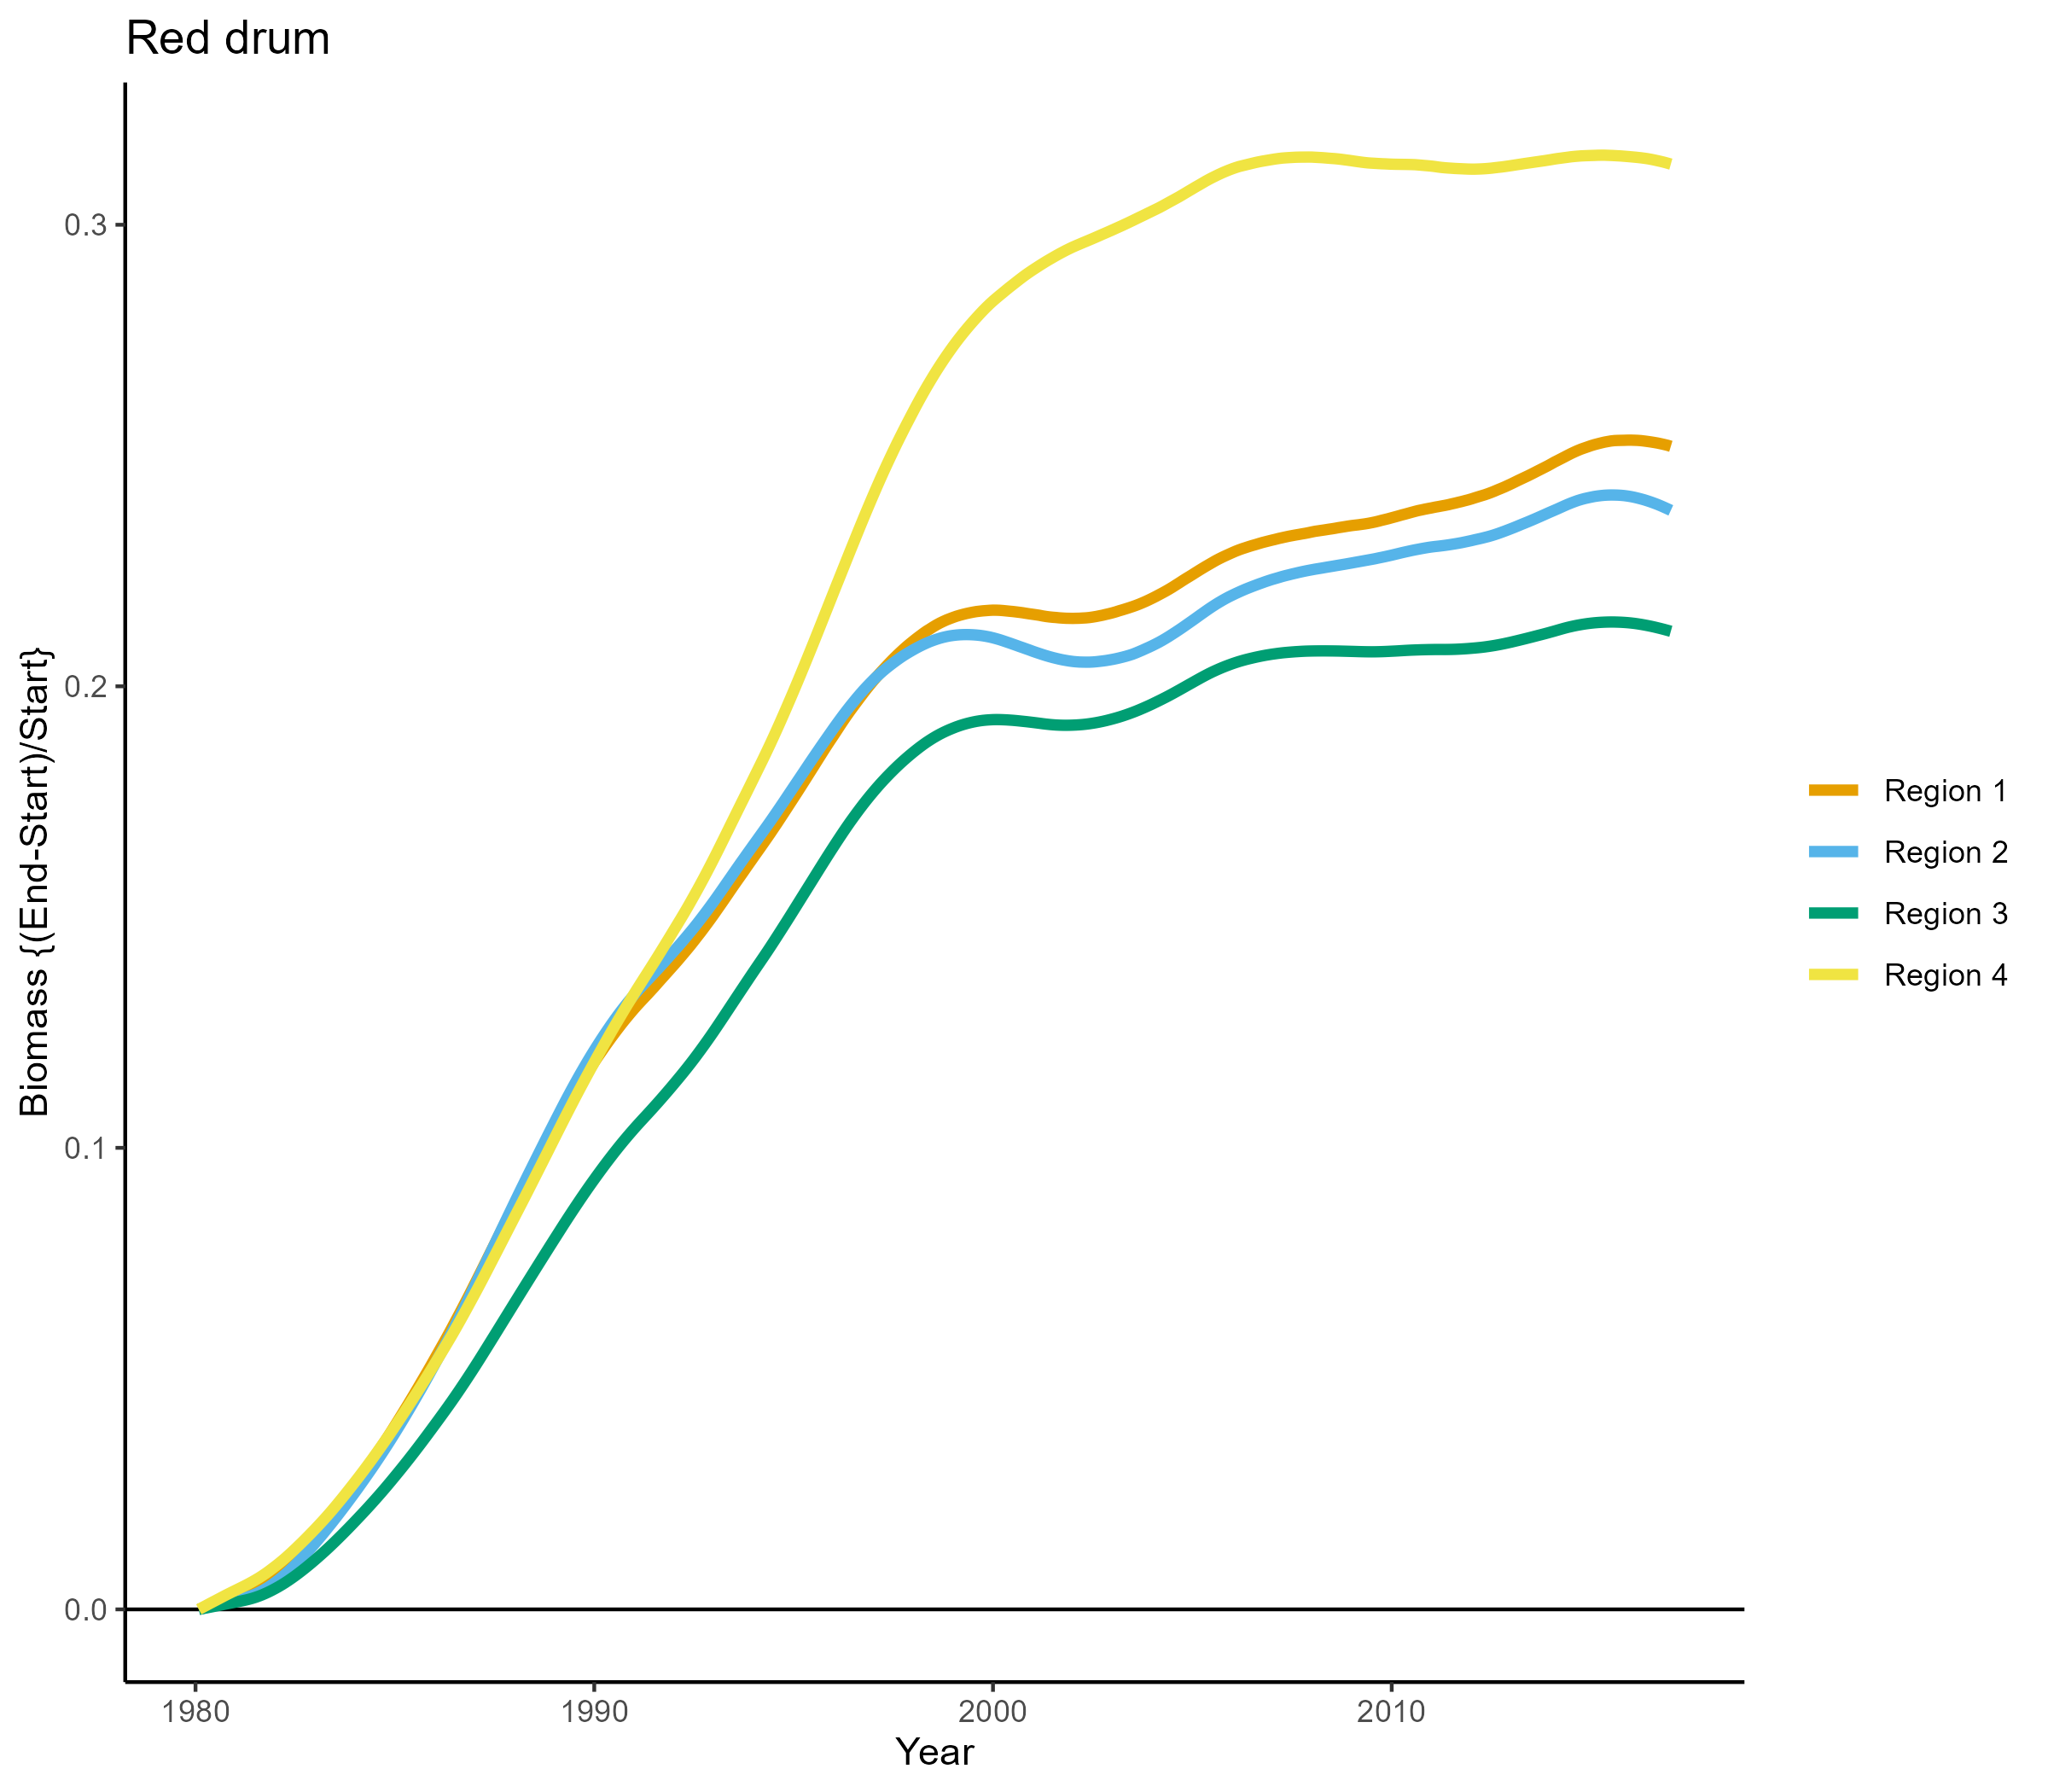 Red drum
Biomass {(End-Start)/Start}
0.3
0.2
0.1
0.0
1980
1990
2000
2010
Year
Region 1
Region 2
Region 3
Region 4